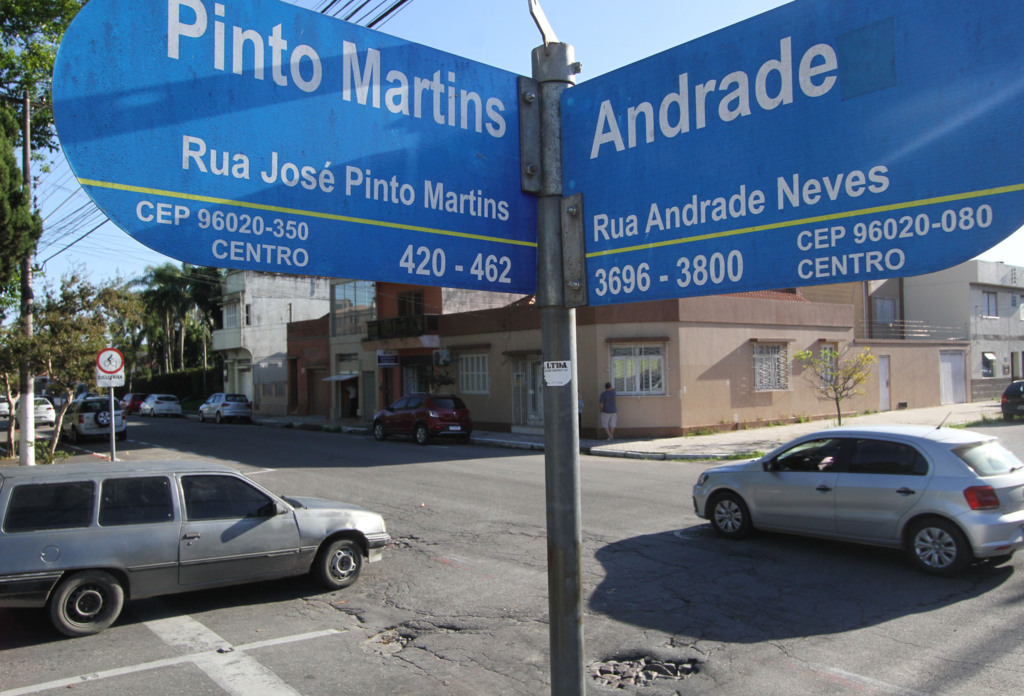 Pinto Martins
Rua José Pinto Martins
CEP 96020-350
CENTRO
420 - 462
Andrade
Rua Andrade Neves
CEP 96020-080
CENTRO
3696 - 3800
LTDA